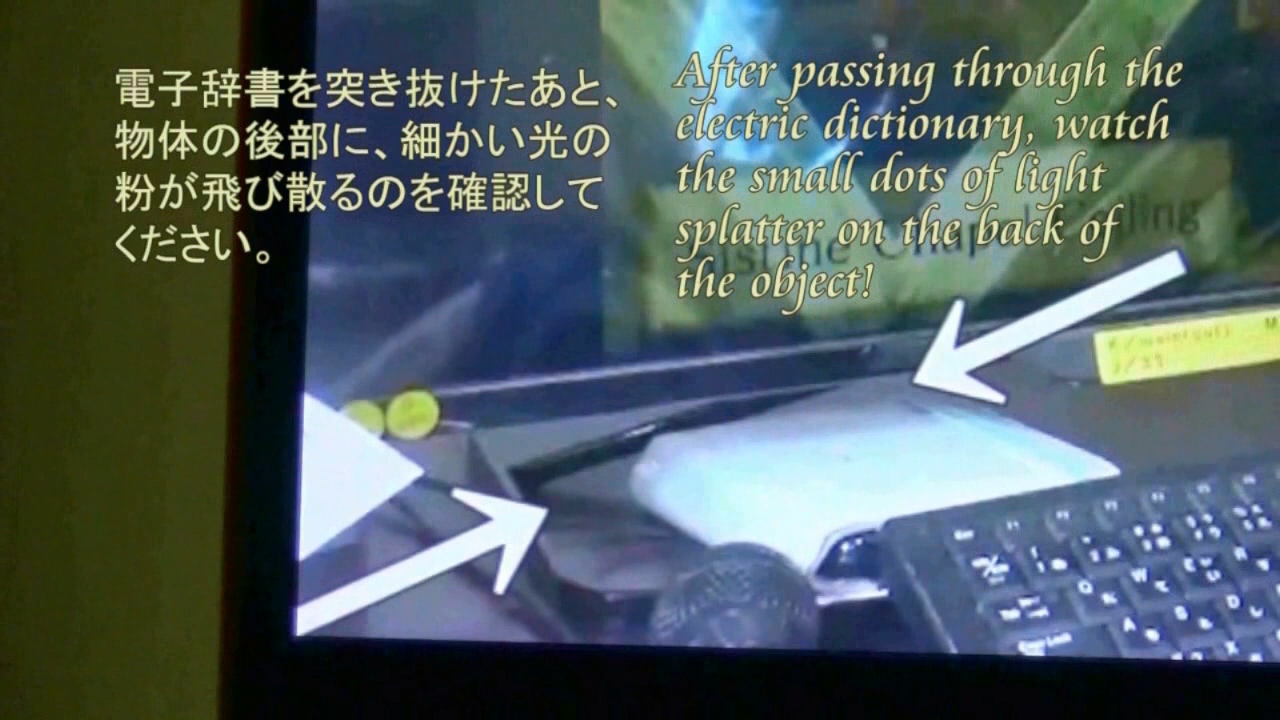 電子辞書を突き抜けたあと、
物体の後部に、細かい光の
粉が飛び散るのを確認して
ください。
After passing through the
electric dictionary, watch
the small dots of light
splatter on the back of
the object!